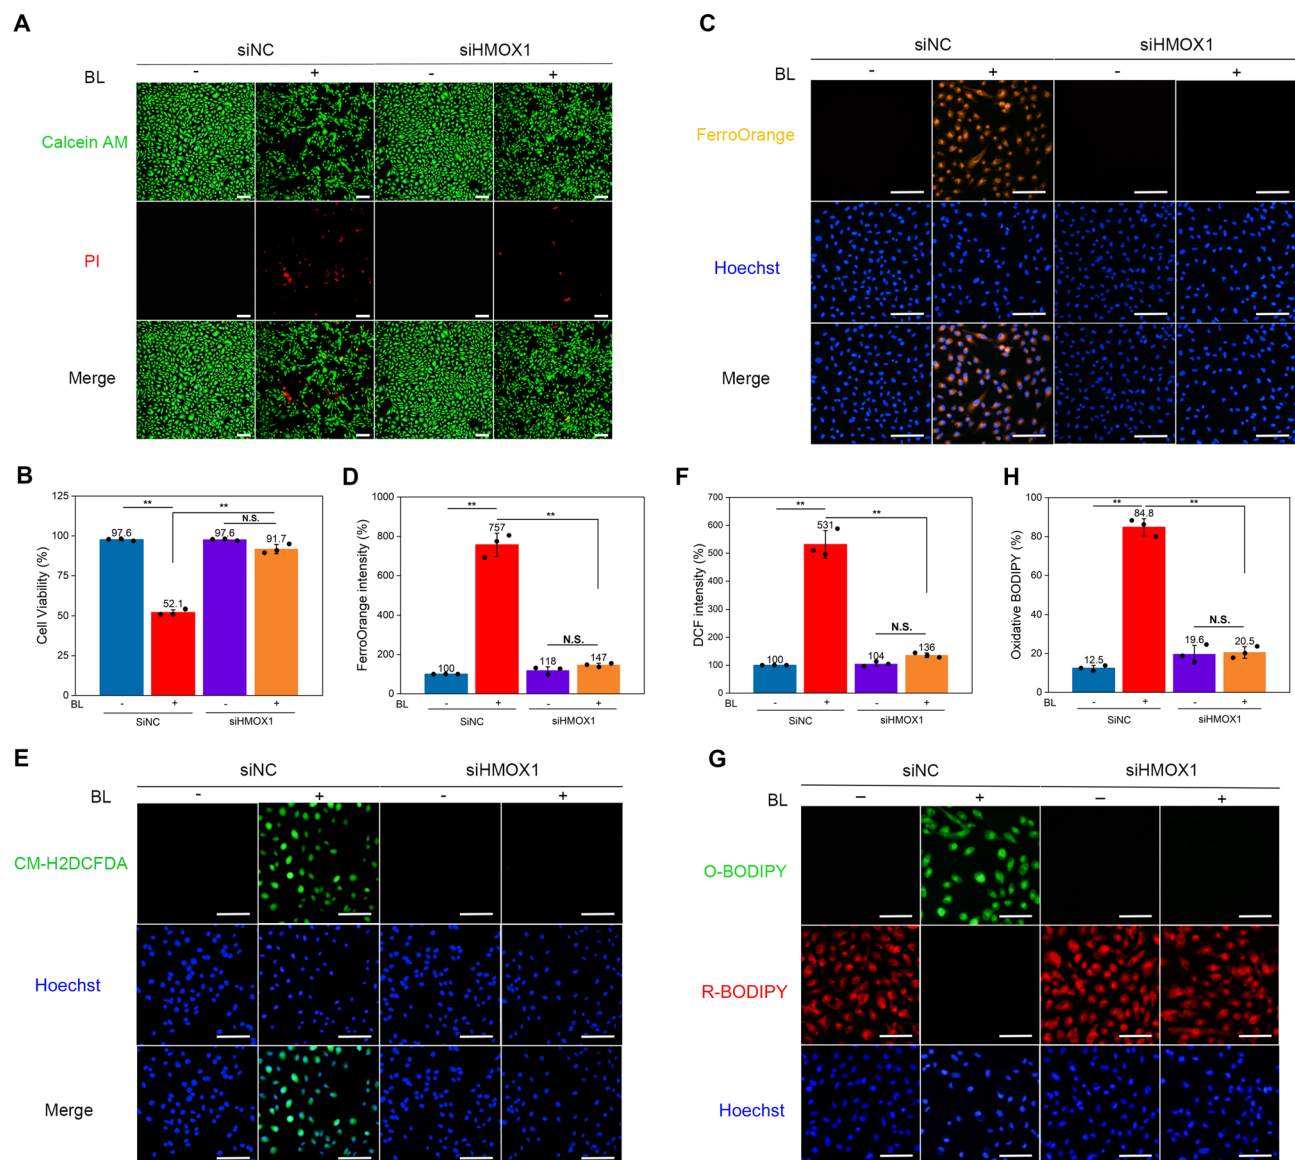 A
siNC siHMOX1
BL - + - +
Calcein AM
PI
Merge
C
siNC siHMOX1
BL - + - +
FerroOrange
Hoechst
Merge
B
Cell Viability (%)
125
100
75
50
25
0
97.6 52.1 97.6 91.7
** ** N.S.
BL - + - +
SiNC siHMOX1
D
FerroOrange intensity (%)
1000
800
600
400
200
0
100 757 118 147
** ** N.S.
BL - + - +
SiNC siHMOX1
F
DCF intensity (%)
700
600
500
400
300
200
100
0
100 531 104 136
** ** N.S.
BL - + - +
SiNC siHMOX1
H
Oxidative BODIPY (%)
100
80
60
40
20
0
12.5 84.8 19.6 20.5
** ** N.S.
BL - + - +
SiNC siHMOX1
E
siNC siHMOX1
BL - + - +
CM-H2DCFDA
Hoechst
Merge
G
siNC siHMOX1
BL – + – +
O-BODIPY
R-BODIPY
Hoechst